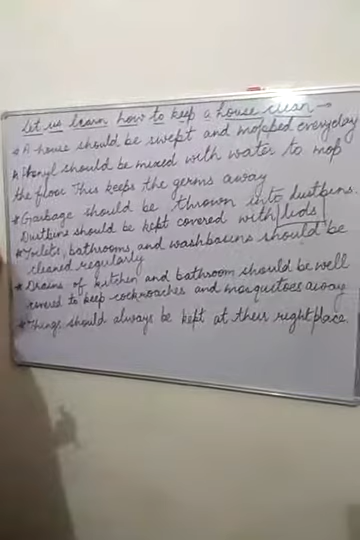 Let us learn how to keep a house clean →
* A house should be swept and mopped everyday
* Phenyl should be mixed with water to mop
the floor This keeps the germs away
* Garbage should be thrown into dustbins.
Dustbins should be kept covered with lids
* Toilets, bathrooms, and washbasins should be
cleaned regularly
* Drains of kitchen and bathroom should be well
covered to keep cockroaches and mosquitoes away
* Things should always be kept at their right place.